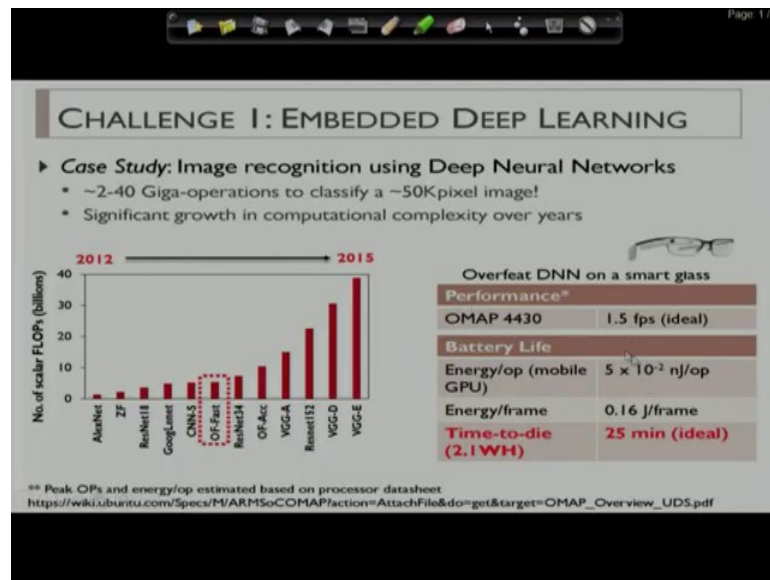 Page: 1/
CHALLENGE 1: EMBEDDED DEEP LEARNING
Case Study: Image recognition using Deep Neural Networks
~2-40 Giga-operations to classify a ~50Kpixel image!
Significant growth in computational complexity over years
2012
2015
No. of scalar FLOPs (billions)
40
30
20
10
0
AlexNet
ZF
ResNet18
GoogLenet
CNN-S
OF-Fast
ResNet34
OF-Acc
VGG-A
Resnet152
VGG-D
VGG-E
Overfeat DNN on a smart glass
Performance*
OMAP 4430 1.5 fps (ideal)
Battery Life
Energy/op (mobile 5 x 10-2 nJ/op
GPU)
Energy/frame 0.16 J/frame
Time-to-die 25 min (ideal)
(2.1WH)
** Peak OPs and energy/op estimated based on processor datasheet
https://wiki.ubuntu.com/Specs/M/ARMSoCOMAP?action=AttachFile&do=get&target=OMAP_Overview_UDS.pdf